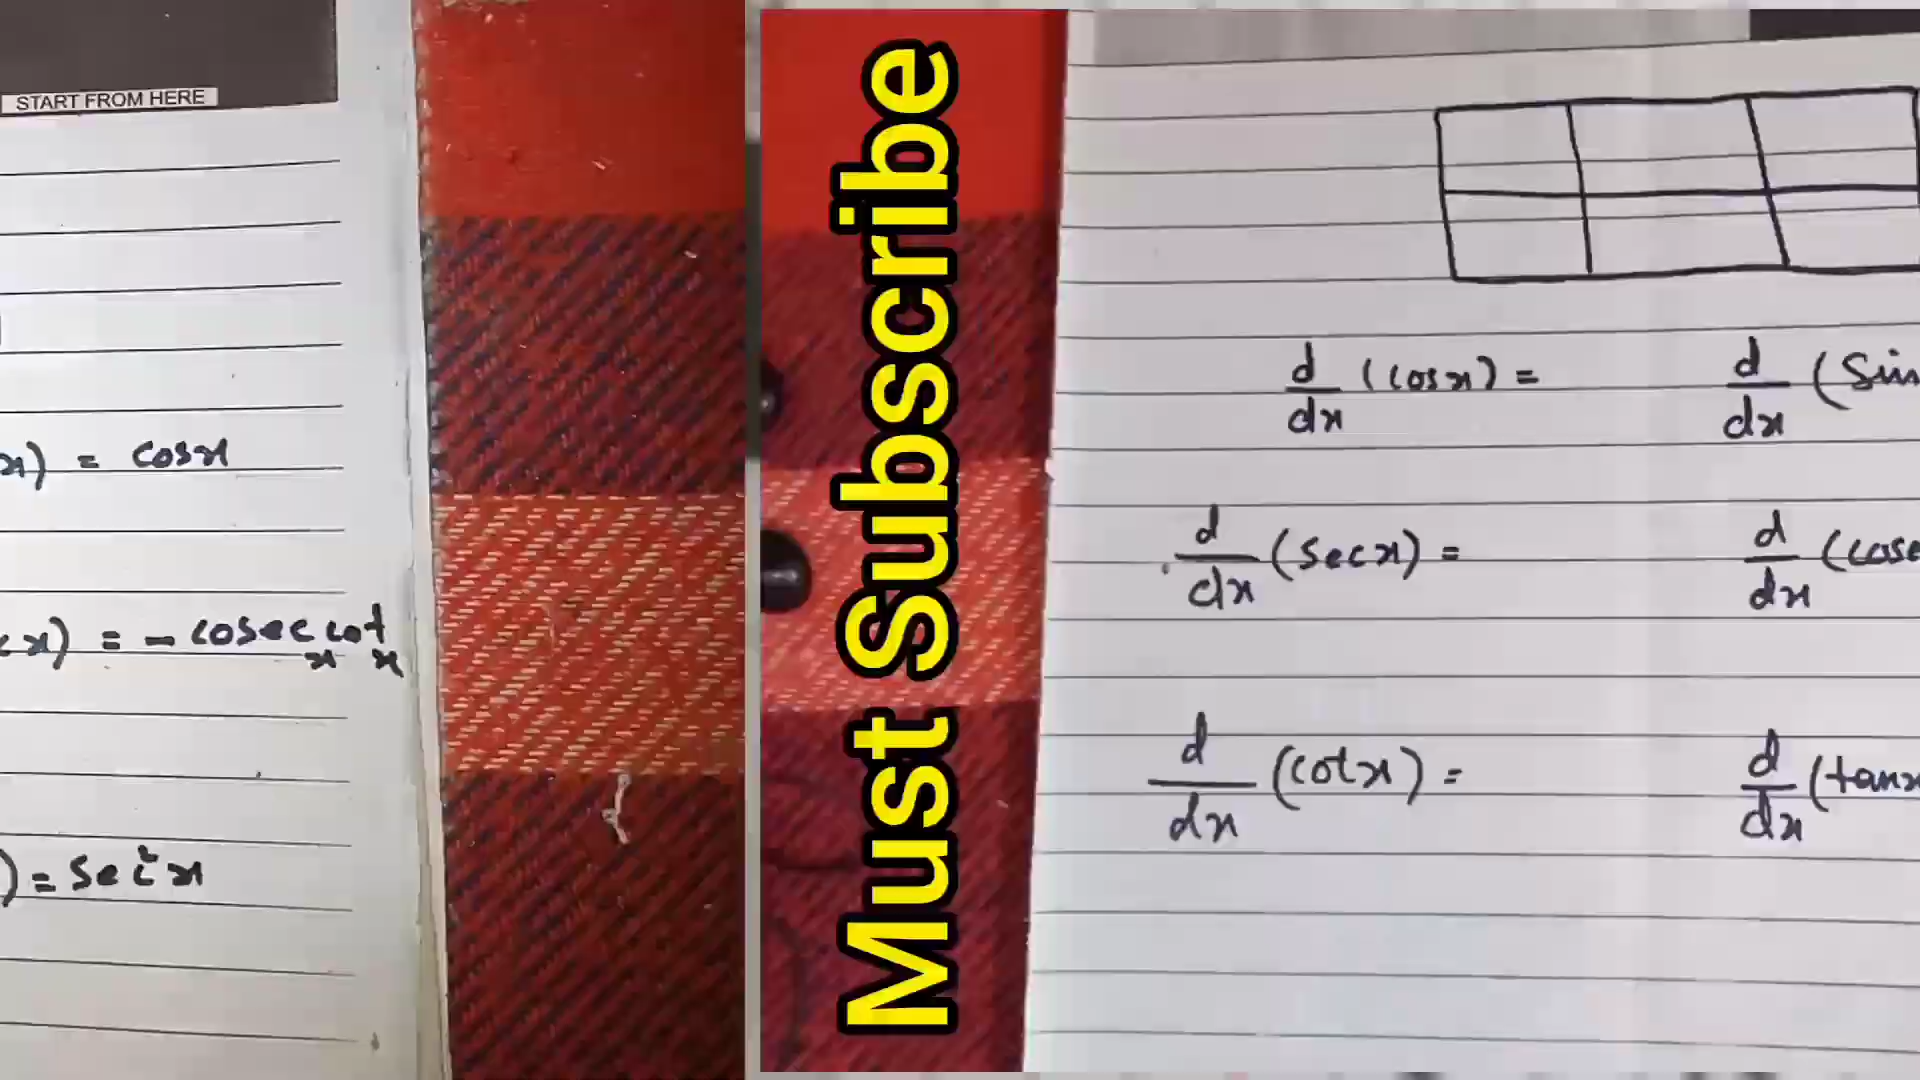 START FROM HERE
x) = cosx
x) = - cosec cot
x x
) = sec²x
Must Subscribe
d/dx (cosx) = d/dx (Sin
d/dx (secx) = d/dx (cose
d/dx (cotx) = d/dx (tanx